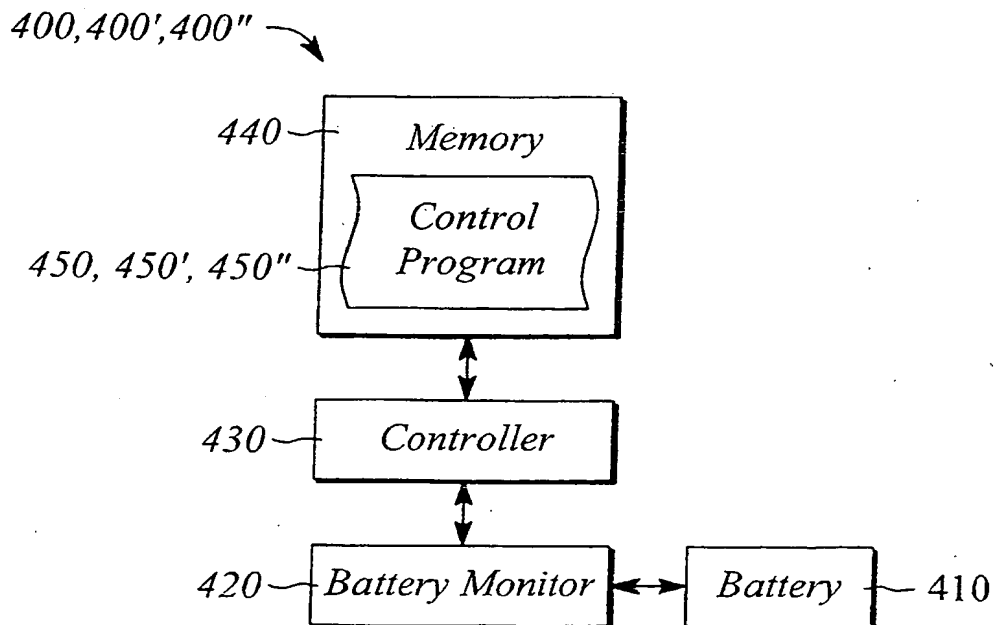 400,400',400"
440
Memory
Control
Program
450, 450', 450"
430
Controller
420
Battery Monitor
Battery
410